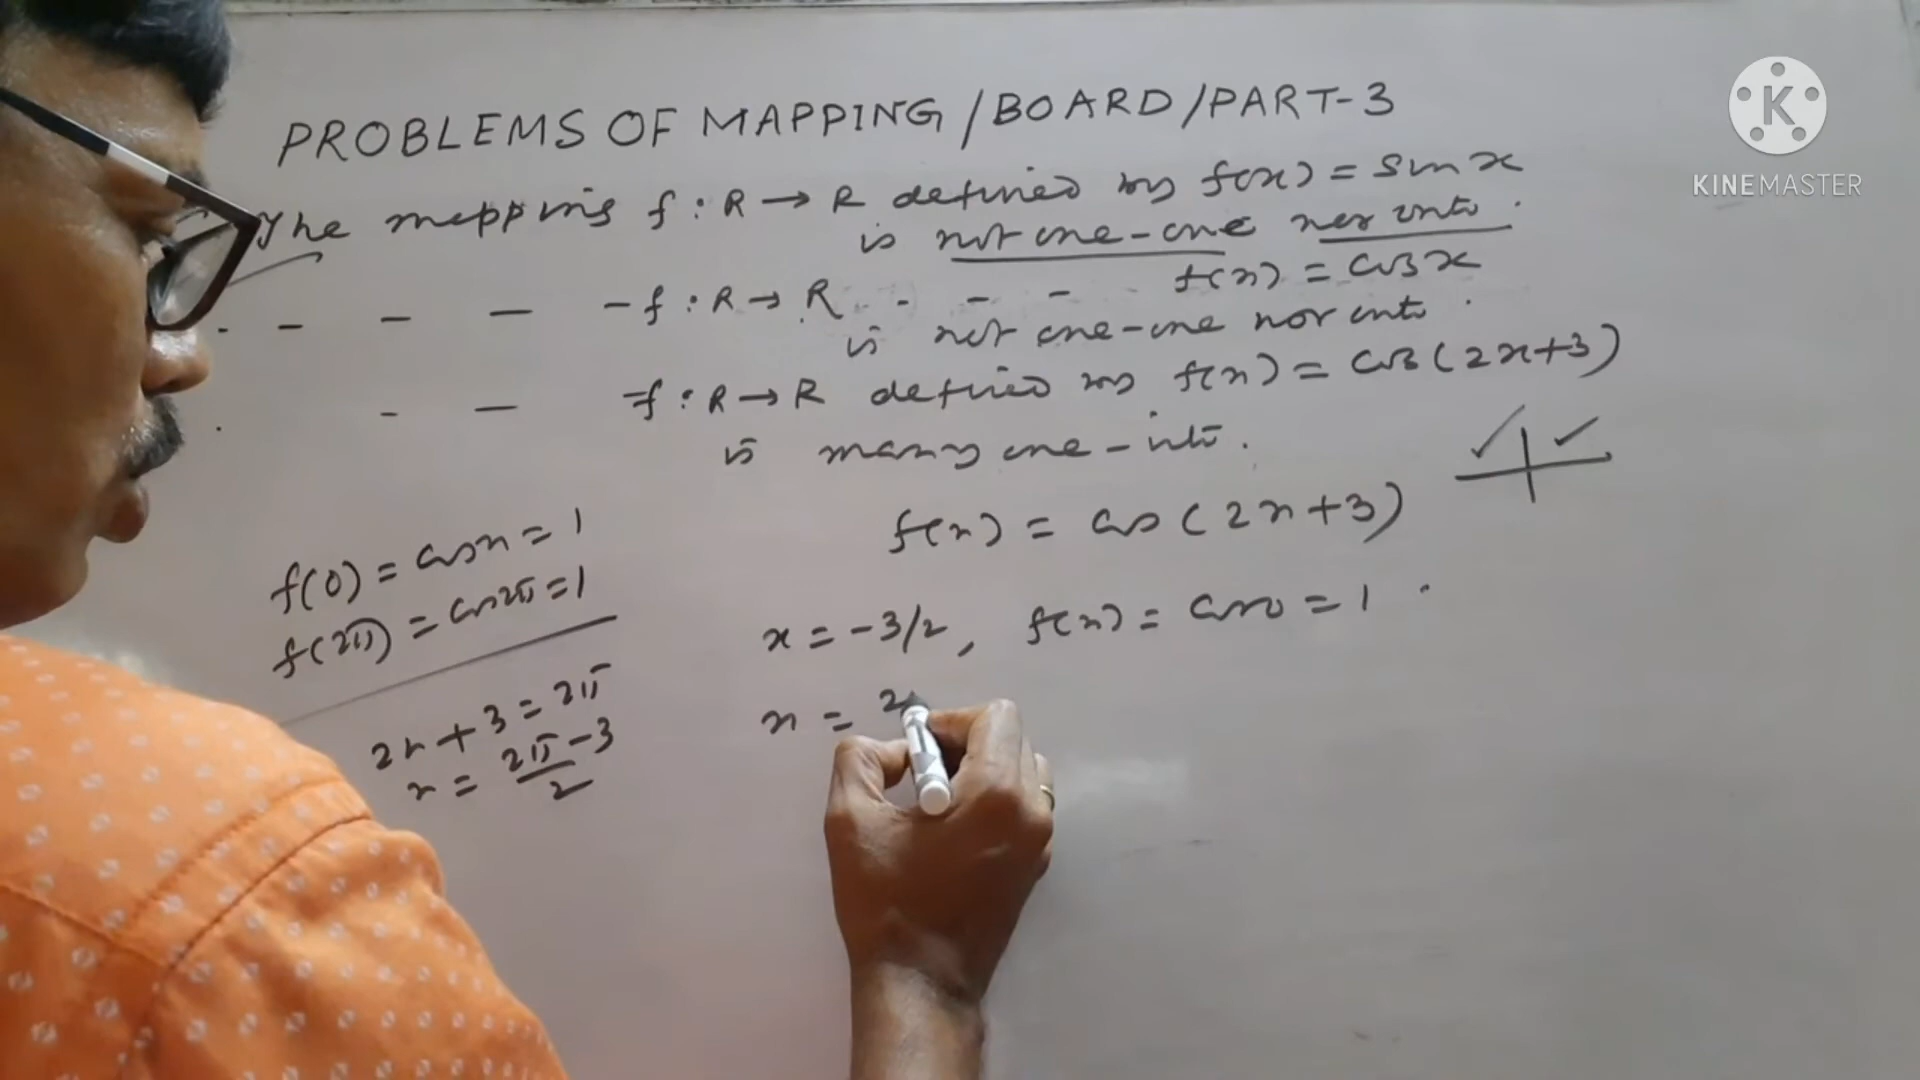 PROBLEMS OF MAPPING/BOARD/PART-3
The mapping f : R → R defined by f(x) = sin x
is not one-one nor onto.
- - - - f : R → R . - - f(x) = cos x
is not one-one nor onto.
- - f : R → R defined by f(x) = cos (2x+3)
is many one-into.
f(x) = cos (2x+3)
f(0) = cos x = 1
f(2π) = cos 2π = 1
x = -3/2, f(x) = cos 0 = 1.
2x + 3 = 2π
x = 2π-3/2
x = 2
K
KINEMASTER